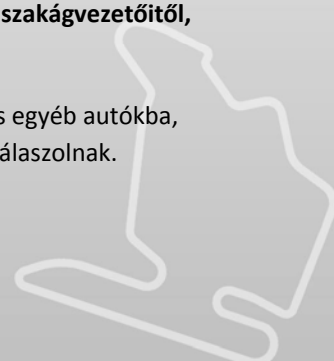 szakágvezetőitől,
s egyéb autókba,
álaszolnak.